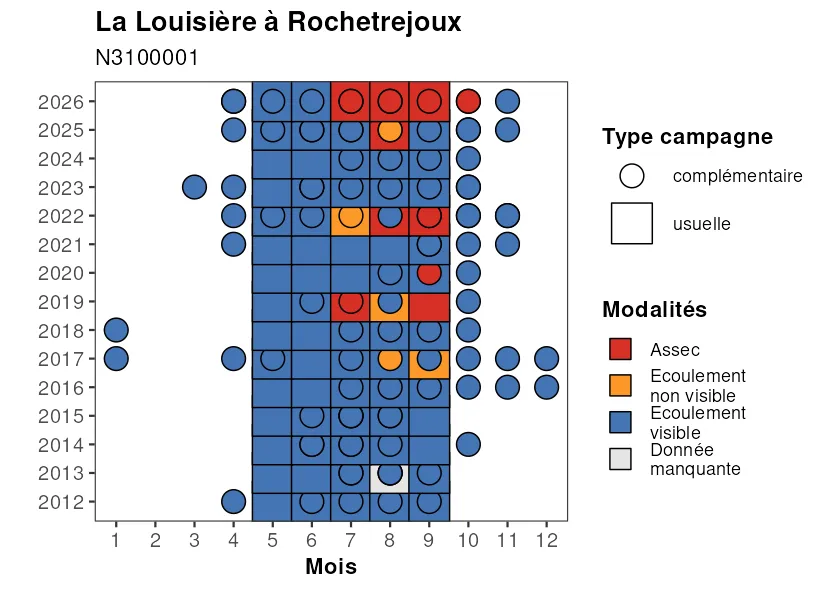 La Louisière à Rochetrejoux
N3100001
2026
2025
2024
2023
2022
2021
2020
2019
2018
2017
2016
2015
2014
2013
2012
1 2 3 4 5 6 7 8 9 10 11 12
Mois
Type campagne
complémentaire
usuelle
Modalités
Assec
Ecoulement
non visible
Ecoulement
visible
Donnée
manquante